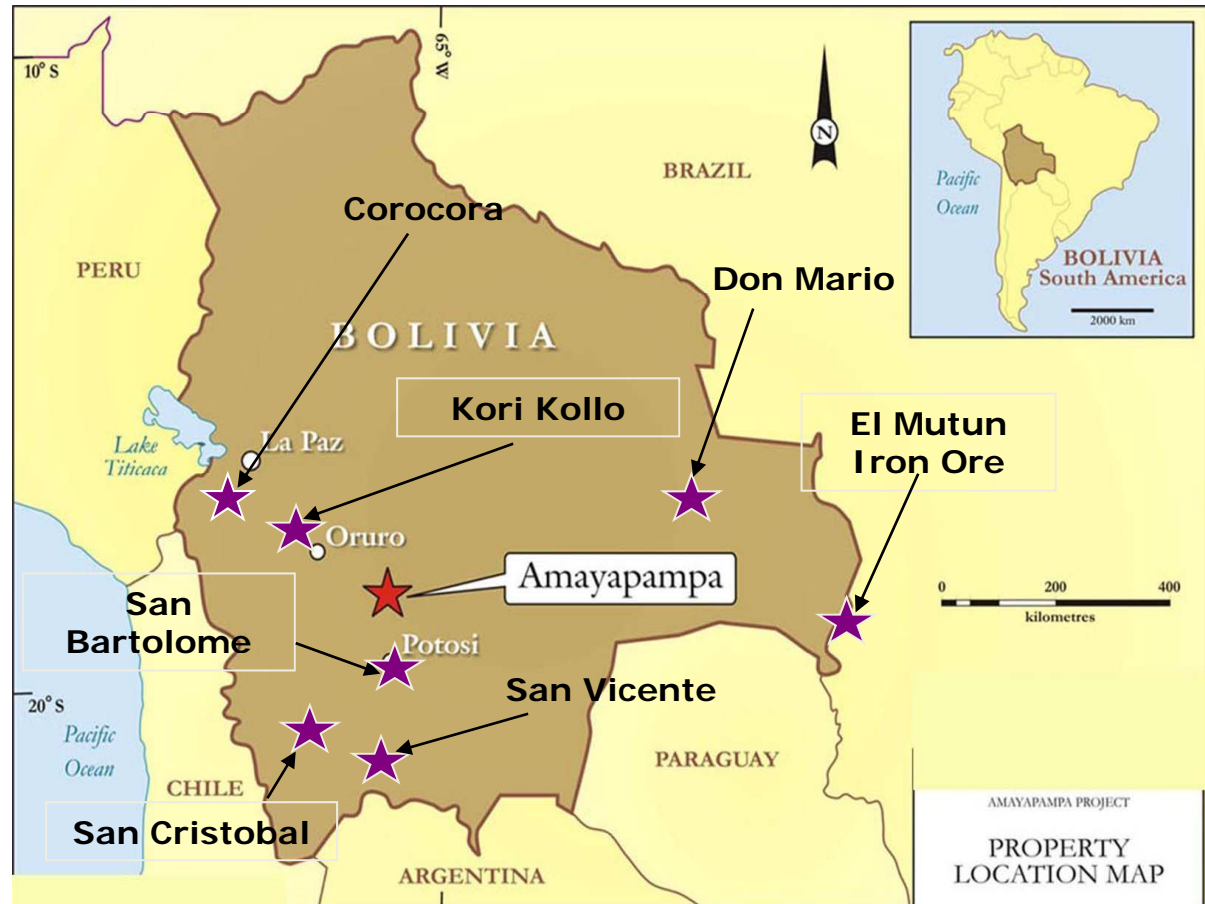 10° S
65° W
N
BRAZIL
Pacific
Ocean
BOLIVIA
South America
2000 km
Corocora
PERU
Don Mario
BOLIVIA
Kori Kollo
El Mutun
Iron Ore
Lake
Titicaca
La Paz
Oruro
Amayapampa
0 200 400
kilometres
San
Bartolome
Potosi
San Vicente
20° S
Pacific
Ocean
CHILE
PARAGUAY
San Cristobal
ARGENTINA
AMAYAPAMPA PROJECT
PROPERTY
LOCATION MAP